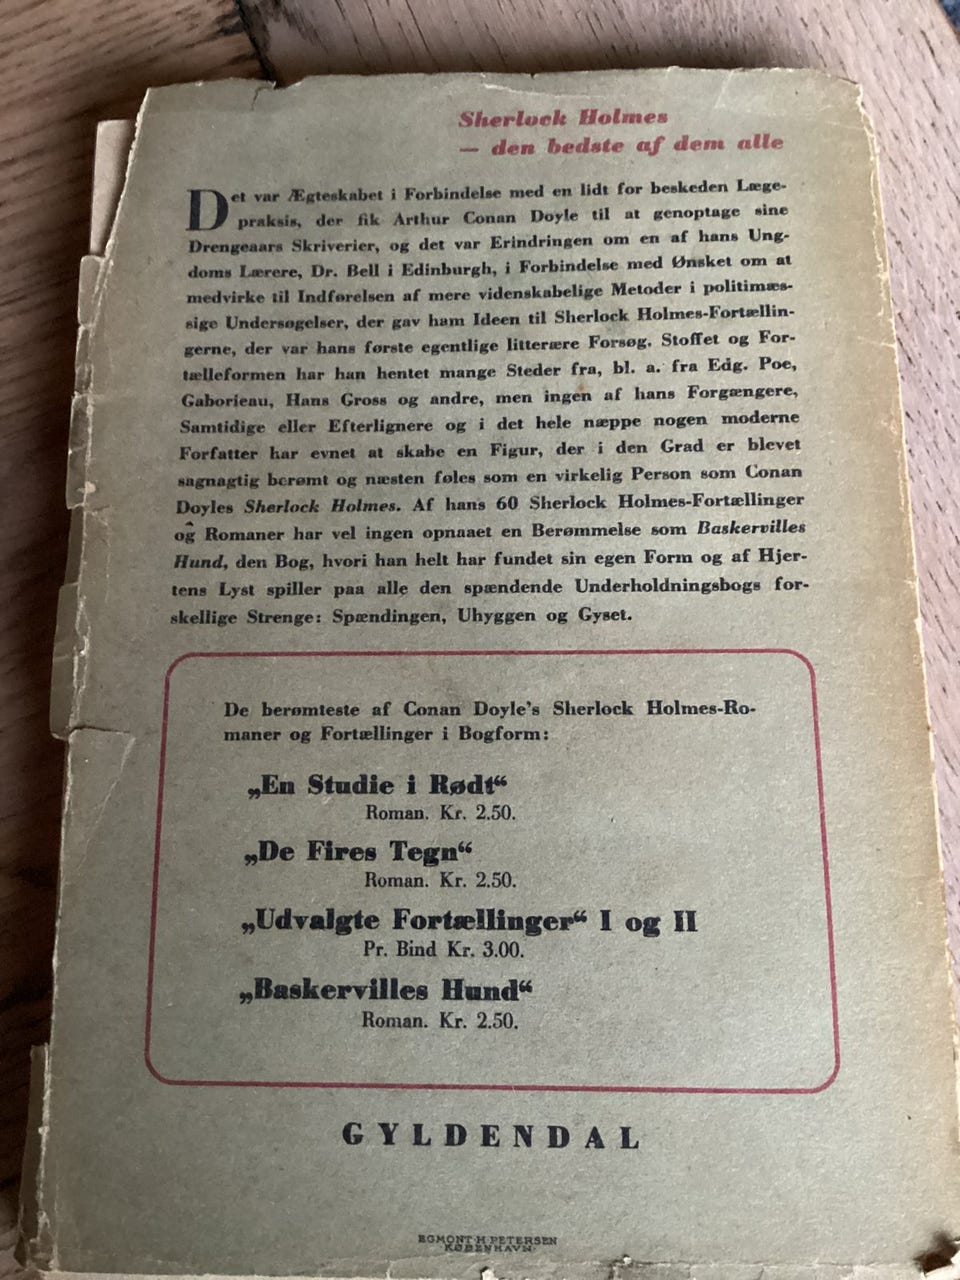 Sherlock Holmes
— den bedste af dem alle
Det var Ægteskabet i Forbindelse med en lidt for beskeden Læge-
praksis, der fik Arthur Conan Doyle til at genoptage sine
Drengeaars Skriverier, og det var Erindringen om en af hans Ung-
doms Lærere, Dr. Bell i Edinburgh, i Forbindelse med Ønsket om at
medvirke til Indførelsen af mere videnskabelige Metoder i politimæs-
sige Undersøgelser, der gav ham Ideen til Sherlock Holmes-Fortællin-
gerne, der var hans første egentlige litterære Forsøg. Stoffet og For-
tælleformen har han hentet mange Steder fra, bl. a. fra Edg. Poe,
Gaborieau, Hans Gross og andre, men ingen af hans Forgængere,
Samtidige eller Efterlignere og i det hele næppe nogen moderne
Forfatter har evnet at skabe en Figur, der i den Grad er blevet
sagnagtig berømt og næsten føles som en virkelig Person som Conan
Doyles Sherlock Holmes. Af hans 60 Sherlock Holmes-Fortællinger
og Romaner har vel ingen opnaaet en Berømmelse som Baskervilles
Hund, den Bog, hvori han helt har fundet sin egen Form og af Hjer-
tens Lyst spiller paa alle den spændende Underholdningsbogs for-
skellige Strenge: Spændingen, Uhyggen og Gyset.
De berømteste af Conan Doyle's Sherlock Holmes-Ro-
maner og Fortællinger i Bogform:
„En Studie i Rødt“
Roman. Kr. 2.50.
„De Fires Tegn“
Roman. Kr. 2.50.
„Udvalgte Fortællinger“ I og II
Pr. Bind Kr. 3.00.
„Baskervilles Hund“
Roman. Kr. 2.50.
GYLDENDAL
EGMONT·H·PETERSEN
·KØBENHAVN·